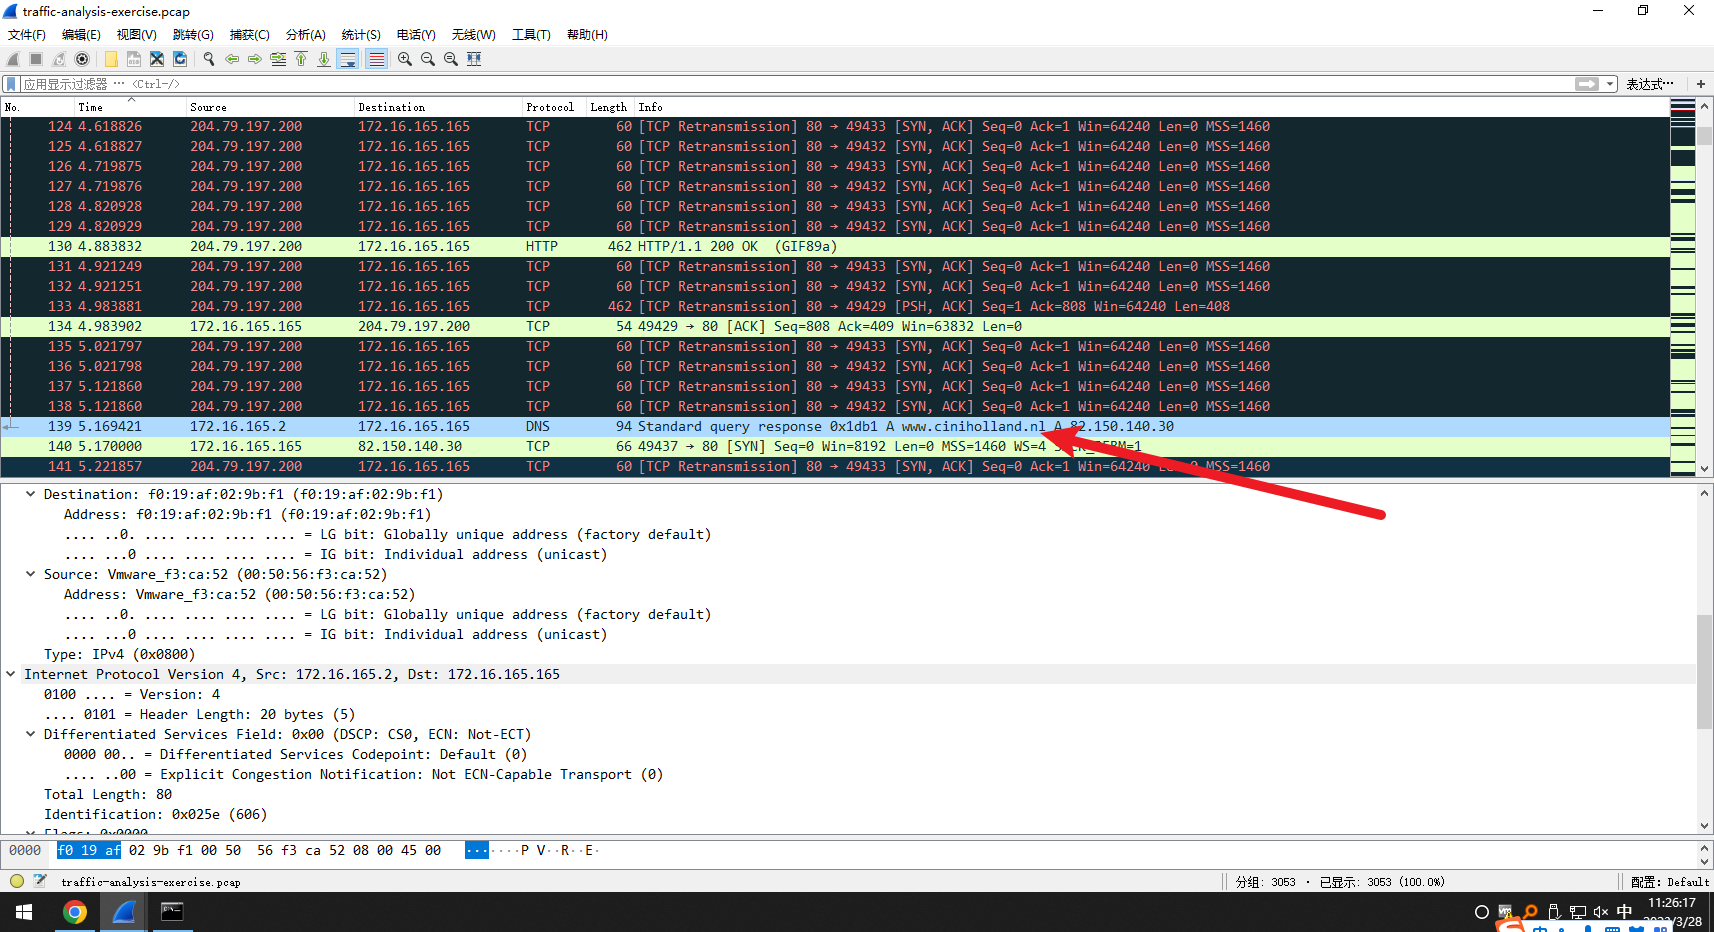 traffic-analysis-exercise.pcap
文件(F) 编辑(E) 视图(V) 跳转(G) 捕获(C) 分析(A) 统计(S) 电话(Y) 无线(W) 工具(T) 帮助(H)
应用显示过滤器 … <Ctrl-/> 表达式… +
No. Time Source Destination Protocol Length Info
124 4.618826 204.79.197.200 172.16.165.165 TCP 60 [TCP Retransmission] 80 → 49433 [SYN, ACK] Seq=0 Ack=1 Win=64240 Len=0 MSS=1460
125 4.618827 204.79.197.200 172.16.165.165 TCP 60 [TCP Retransmission] 80 → 49432 [SYN, ACK] Seq=0 Ack=1 Win=64240 Len=0 MSS=1460
126 4.719875 204.79.197.200 172.16.165.165 TCP 60 [TCP Retransmission] 80 → 49433 [SYN, ACK] Seq=0 Ack=1 Win=64240 Len=0 MSS=1460
127 4.719876 204.79.197.200 172.16.165.165 TCP 60 [TCP Retransmission] 80 → 49432 [SYN, ACK] Seq=0 Ack=1 Win=64240 Len=0 MSS=1460
128 4.820928 204.79.197.200 172.16.165.165 TCP 60 [TCP Retransmission] 80 → 49433 [SYN, ACK] Seq=0 Ack=1 Win=64240 Len=0 MSS=1460
129 4.820929 204.79.197.200 172.16.165.165 TCP 60 [TCP Retransmission] 80 → 49432 [SYN, ACK] Seq=0 Ack=1 Win=64240 Len=0 MSS=1460
130 4.883832 204.79.197.200 172.16.165.165 HTTP 462 HTTP/1.1 200 OK (GIF89a)
131 4.921249 204.79.197.200 172.16.165.165 TCP 60 [TCP Retransmission] 80 → 49433 [SYN, ACK] Seq=0 Ack=1 Win=64240 Len=0 MSS=1460
132 4.921251 204.79.197.200 172.16.165.165 TCP 60 [TCP Retransmission] 80 → 49432 [SYN, ACK] Seq=0 Ack=1 Win=64240 Len=0 MSS=1460
133 4.983881 204.79.197.200 172.16.165.165 TCP 462 [TCP Retransmission] 80 → 49429 [PSH, ACK] Seq=1 Ack=808 Win=64240 Len=408
134 4.983902 172.16.165.165 204.79.197.200 TCP 54 49429 → 80 [ACK] Seq=808 Ack=409 Win=63832 Len=0
135 5.021797 204.79.197.200 172.16.165.165 TCP 60 [TCP Retransmission] 80 → 49433 [SYN, ACK] Seq=0 Ack=1 Win=64240 Len=0 MSS=1460
136 5.021798 204.79.197.200 172.16.165.165 TCP 60 [TCP Retransmission] 80 → 49432 [SYN, ACK] Seq=0 Ack=1 Win=64240 Len=0 MSS=1460
137 5.121860 204.79.197.200 172.16.165.165 TCP 60 [TCP Retransmission] 80 → 49433 [SYN, ACK] Seq=0 Ack=1 Win=64240 Len=0 MSS=1460
138 5.121860 204.79.197.200 172.16.165.165 TCP 60 [TCP Retransmission] 80 → 49432 [SYN, ACK] Seq=0 Ack=1 Win=64240 Len=0 MSS=1460
139 5.169421 172.16.165.2 172.16.165.165 DNS 94 Standard query response 0x1db1 A www.ciniholland.nl A 82.150.140.30
140 5.170000 172.16.165.165 82.150.140.30 TCP 66 49437 → 80 [SYN] Seq=0 Win=8192 Len=0 MSS=1460 WS=4
141 5.221857 204.79.197.200 172.16.165.165 TCP 60 [TCP Retransmission] 80 → 49433 [SYN, ACK] Seq=0 Ack=1 Win=64240 Len=0 MSS=1460
Destination: f0:19:af:02:9b:f1 (f0:19:af:02:9b:f1)
Address: f0:19:af:02:9b:f1 (f0:19:af:02:9b:f1)
.... ..0. .... .... .... .... = LG bit: Globally unique address (factory default)
.... ...0 .... .... .... .... = IG bit: Individual address (unicast)
Source: Vmware_f3:ca:52 (00:50:56:f3:ca:52)
Address: Vmware_f3:ca:52 (00:50:56:f3:ca:52)
.... ..0. .... .... .... .... = LG bit: Globally unique address (factory default)
.... ...0 .... .... .... .... = IG bit: Individual address (unicast)
Type: IPv4 (0x0800)
Internet Protocol Version 4, Src: 172.16.165.2, Dst: 172.16.165.165
0100 .... = Version: 4
.... 0101 = Header Length: 20 bytes (5)
Differentiated Services Field: 0x00 (DSCP: CS0, ECN: Not-ECT)
0000 00.. = Differentiated Services Codepoint: Default (0)
.... ..00 = Explicit Congestion Notification: Not ECN-Capable Transport (0)
Total Length: 80
Identification: 0x025e (606)
Flags: 0x0000
0000 f0 19 af 02 9b f1 00 50 56 f3 ca 52 08 00 45 00 ·······P V··R··E·
traffic-analysis-exercise.pcap 分组: 3053 · 已显示: 3053 (100.0%) 配置: Default
中 11:26:17